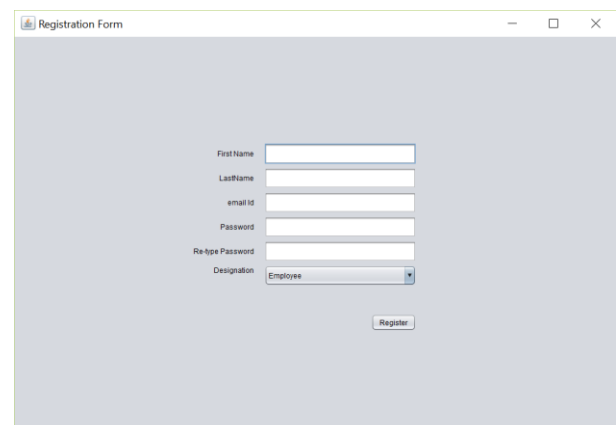 Registration Form
First Name
LastName
email Id
Password
Re-type Password
Designation
Employee
Register